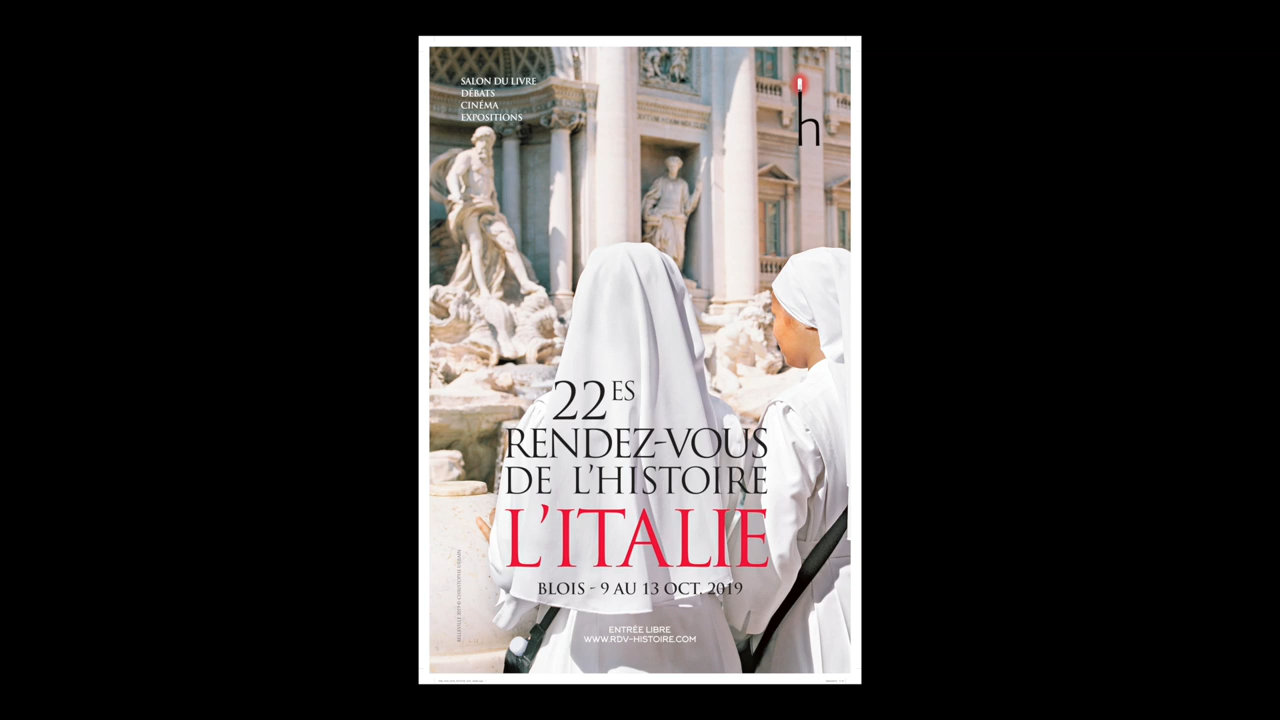 SALON DU LIVRE
DÉBATS
CINÉMA
EXPOSITIONS
h
22ES
RENDEZ-VOUS
DE L'HISTOIRE
L'ITALIE
BLOIS - 9 AU 13 OCT. 2019
ENTRÉE LIBRE
WWW.RDV-HISTOIRE.COM